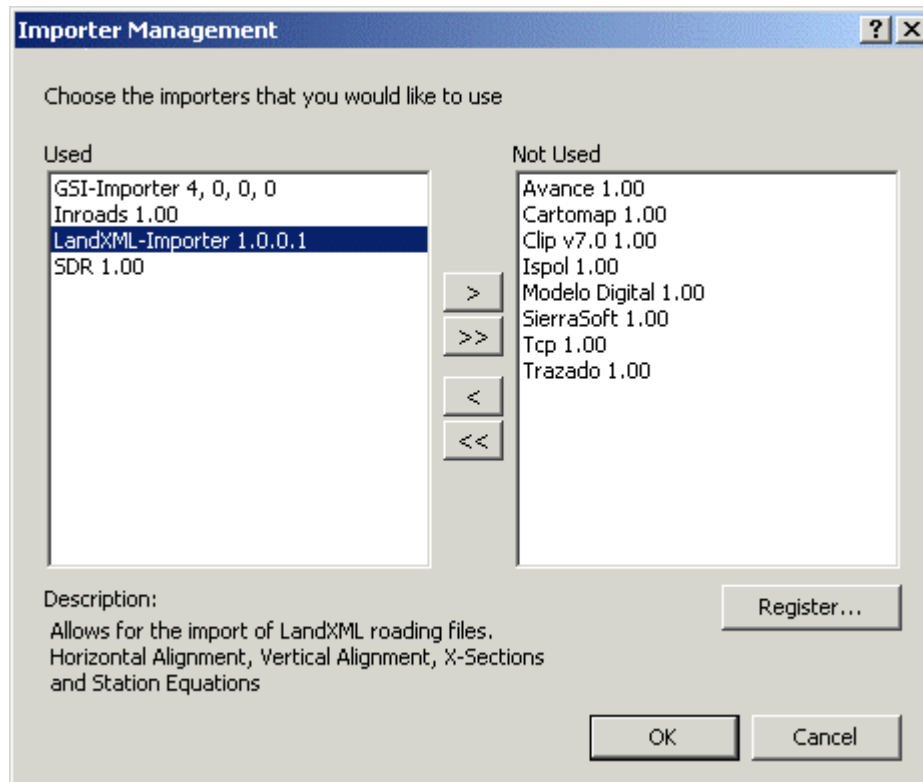 Importer Management
? X
Choose the importers that you would like to use
Used
GSI-Importer 4, 0, 0, 0
Inroads 1.00
LandXML-Importer 1.0.0.1
SDR 1.00
>
>>
<
<<
Not Used
Avance 1.00
Cartomap 1.00
Clip v7.0 1.00
Ispol 1.00
Modelo Digital 1.00
SierraSoft 1.00
Tcp 1.00
Trazado 1.00
Description:
Allows for the import of LandXML roading files.
Horizontal Alignment, Vertical Alignment, X-Sections
and Station Equations
Register...
OK
Cancel